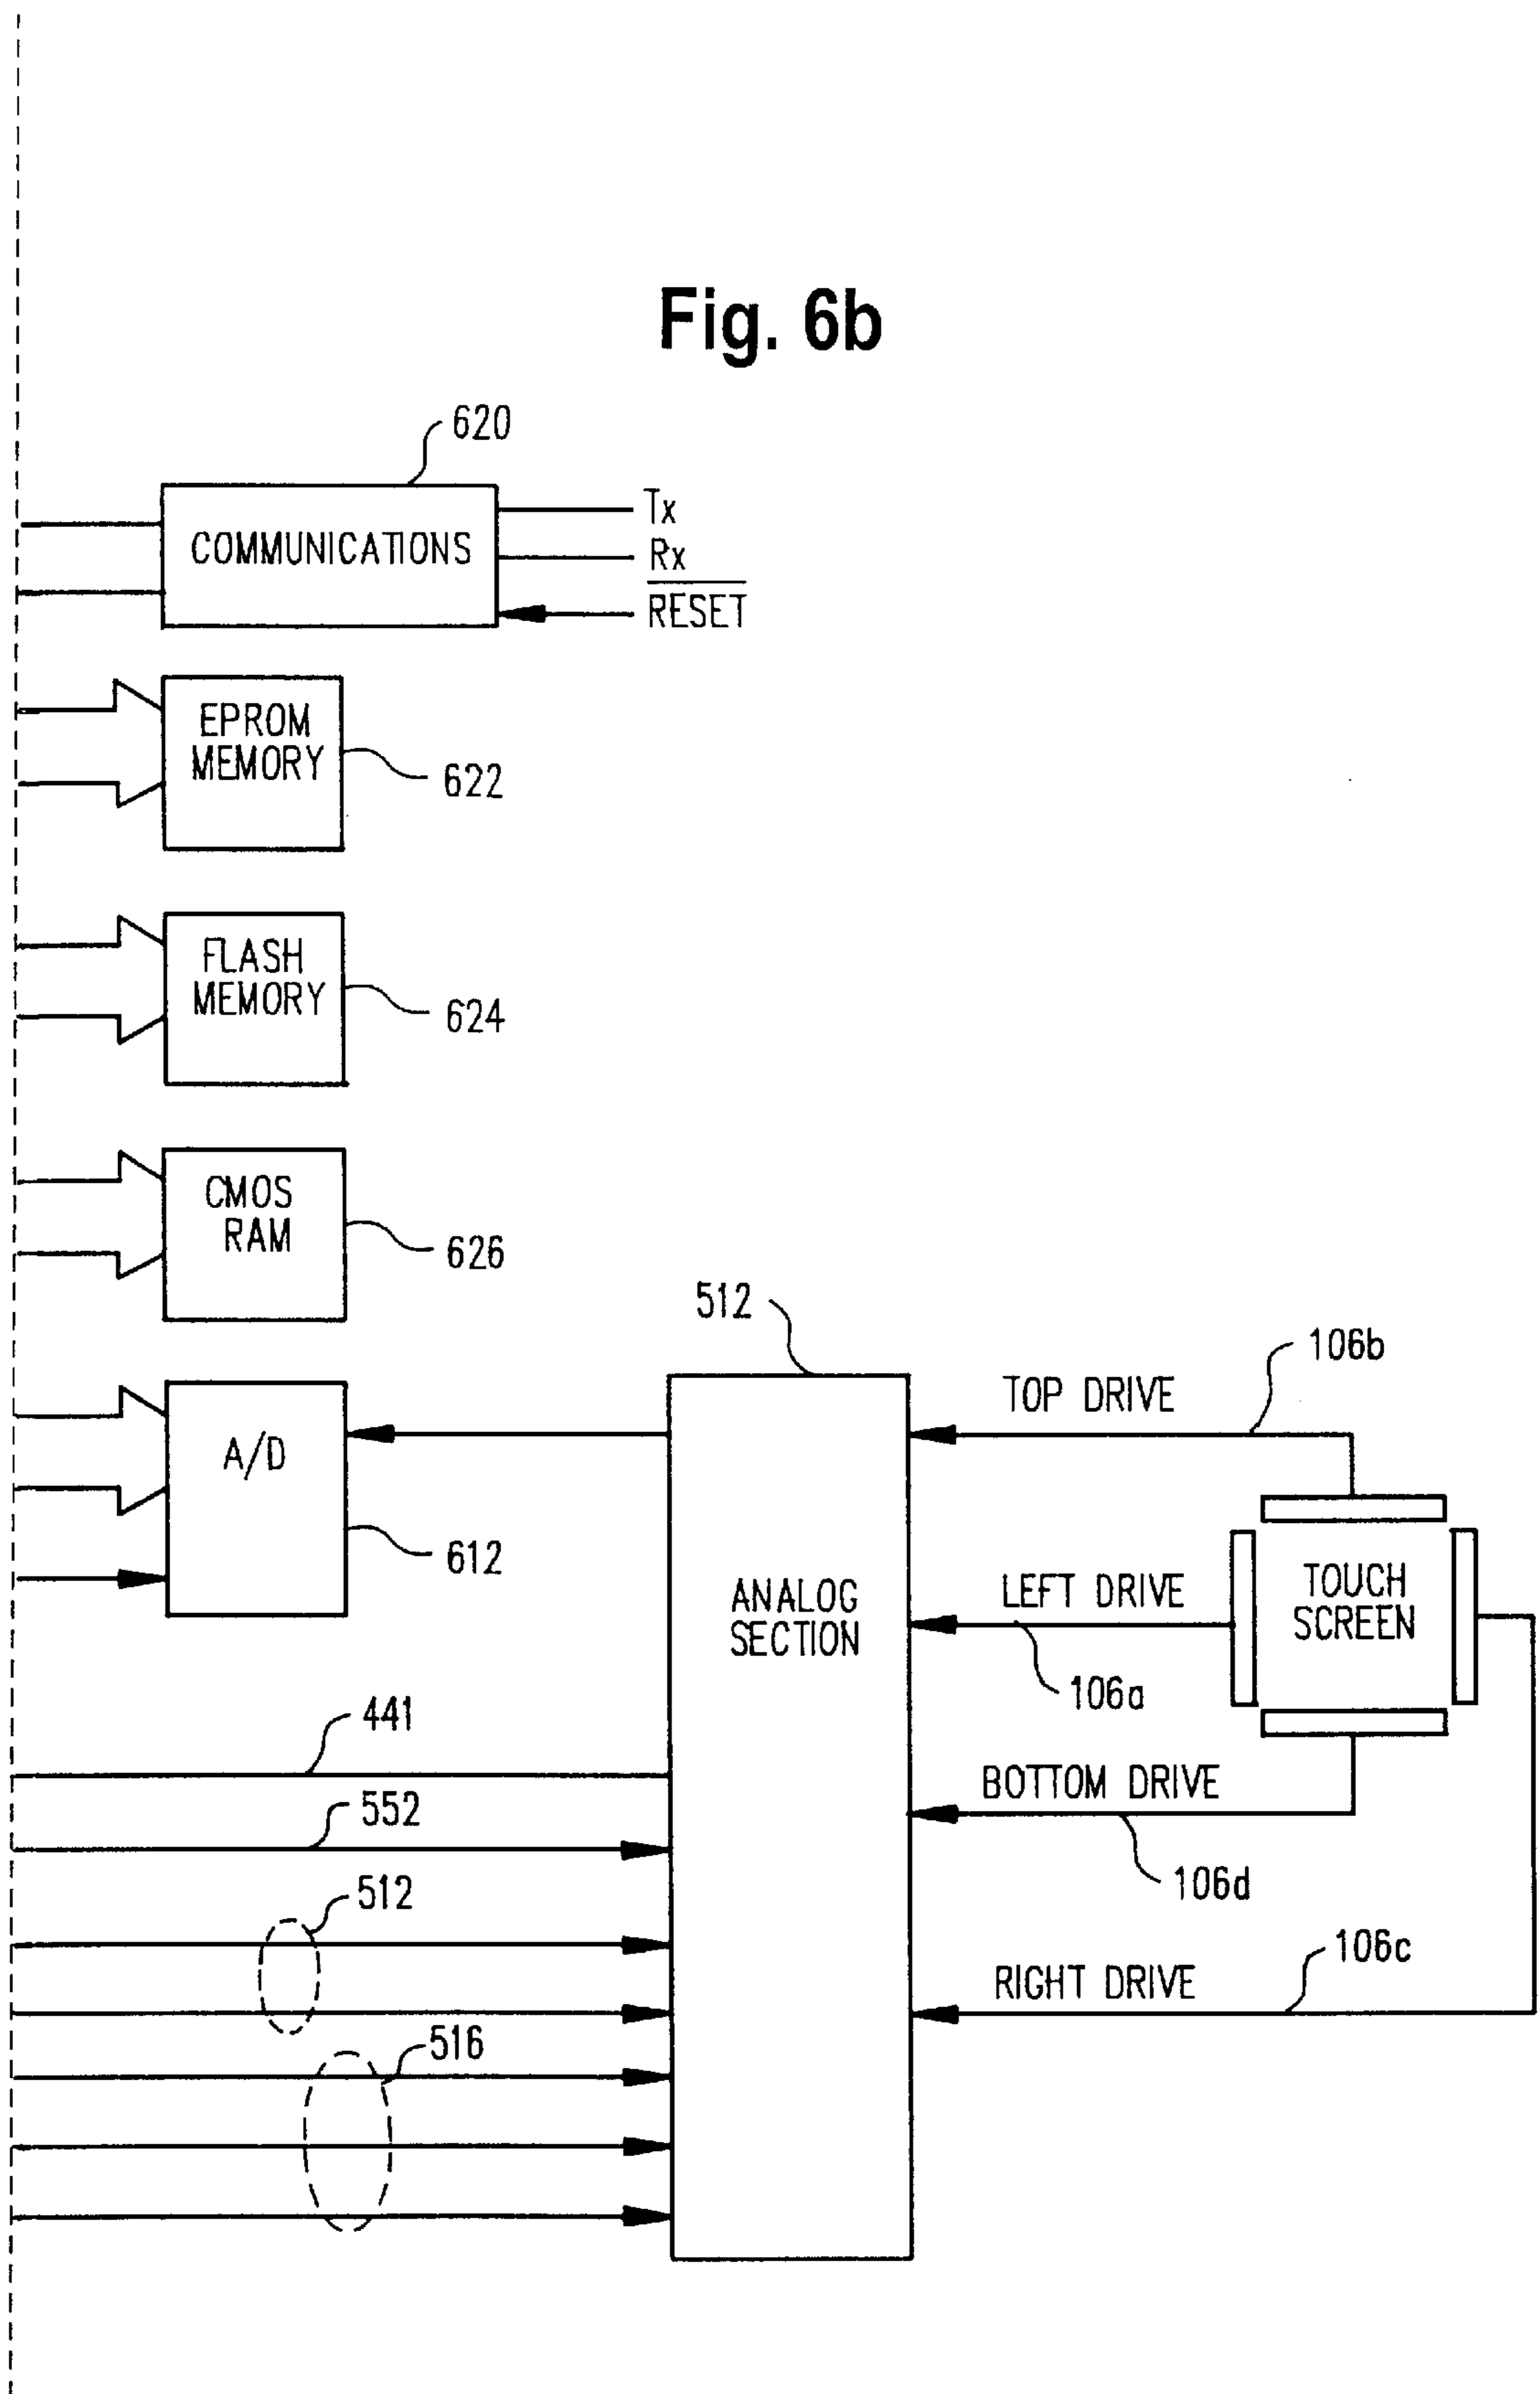 Fig. 6b
620
COMMUNICATIONS
Tx
Rx
RESET
EPROM
MEMORY
622
FLASH
MEMORY
624
CMOS
RAM
626
512
106b
TOP DRIVE
A/D
612
ANALOG
SECTION
LEFT DRIVE
TOUCH
SCREEN
106a
441
BOTTOM DRIVE
552
106d
512
106c
RIGHT DRIVE
516